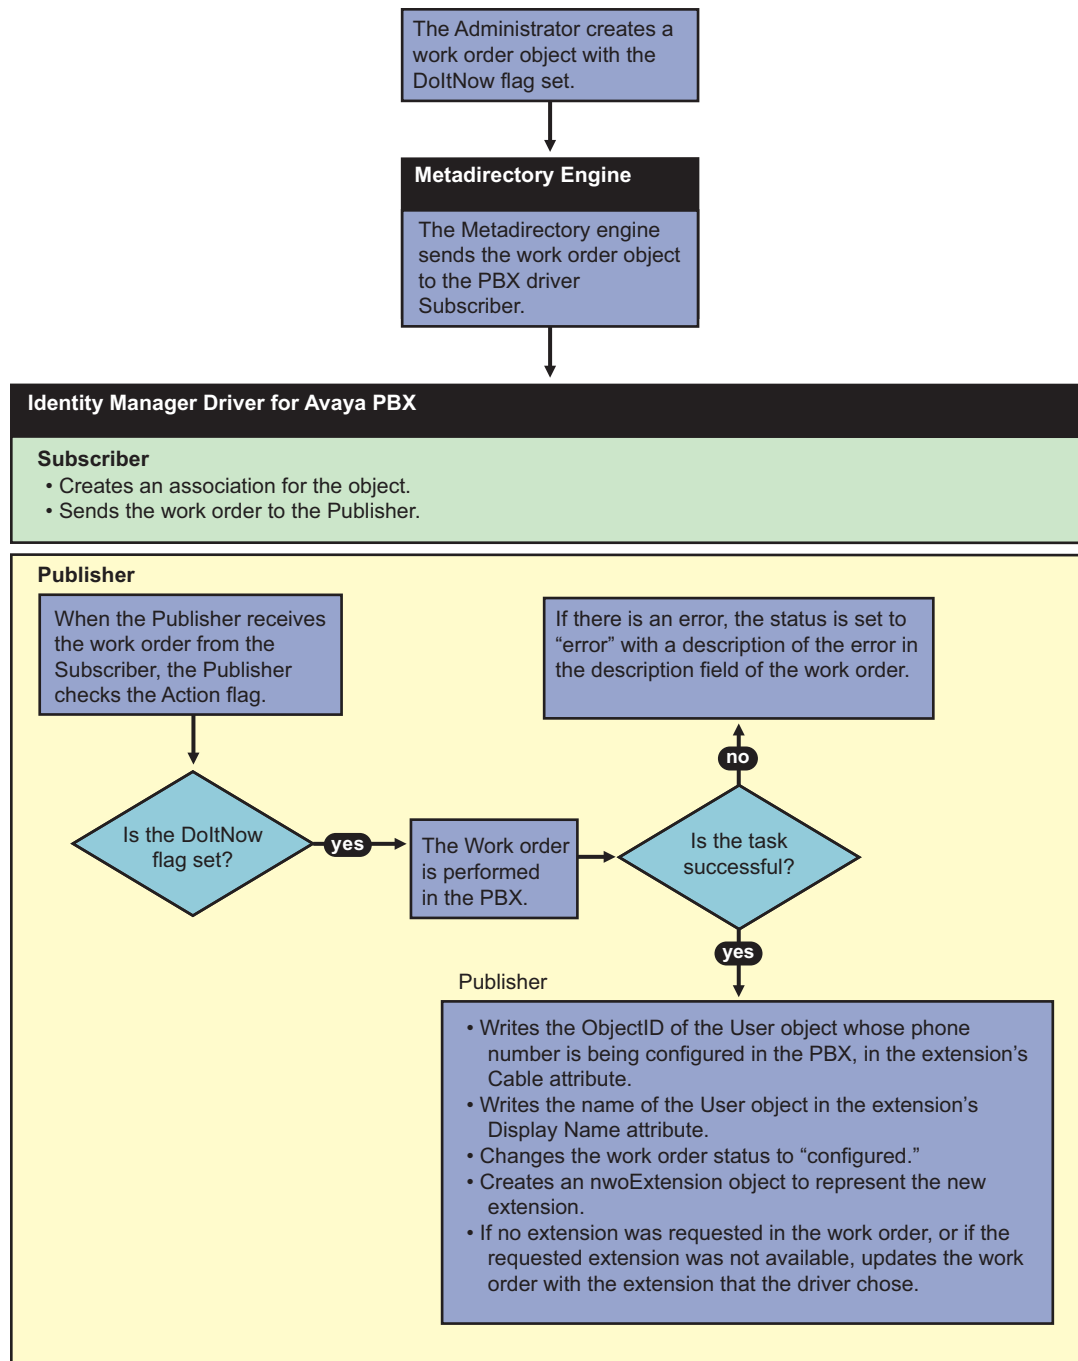 The Administrator creates a
work order object with the
DoItNow flag set.
Metadirectory Engine
The Metadirectory engine
sends the work order object
to the PBX driver
Subscriber.
Identity Manager Driver for Avaya PBX
Subscriber
• Creates an association for the object.
• Sends the work order to the Publisher.
Publisher
When the Publisher receives
the work order from the
Subscriber, the Publisher
checks the Action flag.
If there is an error, the status is set to
“error” with a description of the error in
the description field of the work order.
no
Is the DoItNow
flag set?
yes
The Work order
is performed
in the PBX.
Is the task
successful?
yes
Publisher
• Writes the ObjectID of the User object whose phone
number is being configured in the PBX, in the extension’s
Cable attribute.
• Writes the name of the User object in the extension’s
Display Name attribute.
• Changes the work order status to “configured.”
• Creates an nwoExtension object to represent the new
extension.
• If no extension was requested in the work order, or if the
requested extension was not available, updates the work
order with the extension that the driver chose.